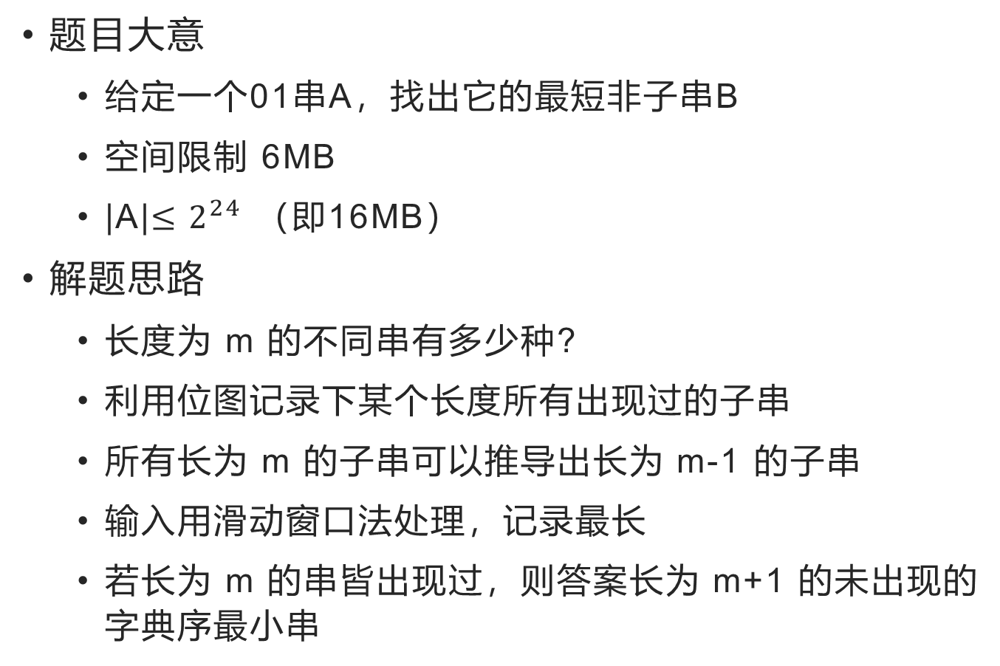 • 题目大意
• 给定一个01串A，找出它的最短非子串B
• 空间限制 6MB
• |A|≤ 2²⁴ （即16MB）
• 解题思路
• 长度为 m 的不同串有多少种?
• 利用位图记录下某个长度所有出现过的子串
• 所有长为 m 的子串可以推导出长为 m-1 的子串
• 输入用滑动窗口法处理，记录最长
• 若长为 m 的串皆出现过，则答案长为 m+1 的未出现的
字典序最小串